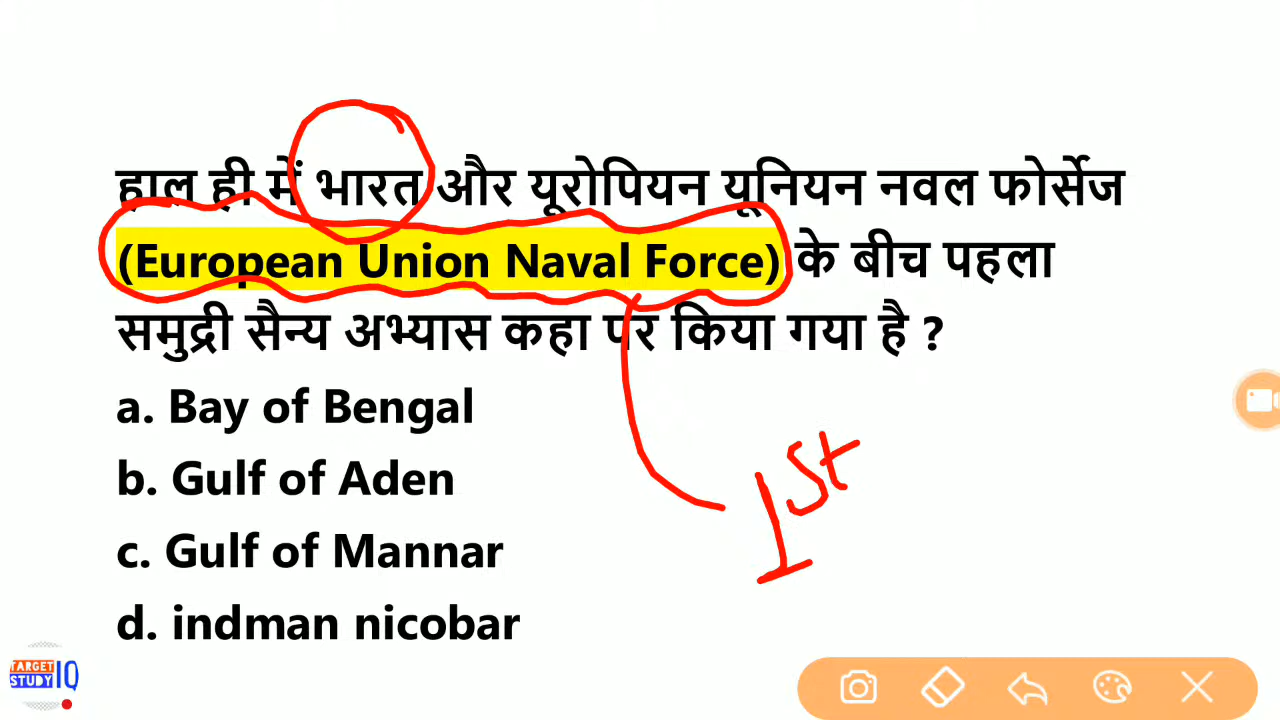 हाल ही में भारत और यूरोपियन यूनियन नवल फोर्सेज
(European Union Naval Force) के बीच पहला
समुद्री सैन्य अभ्यास कहा पर किया गया है ?
a. Bay of Bengal
b. Gulf of Aden
1st
c. Gulf of Mannar
d. indman nicobar
TARGET
STUDY IQ